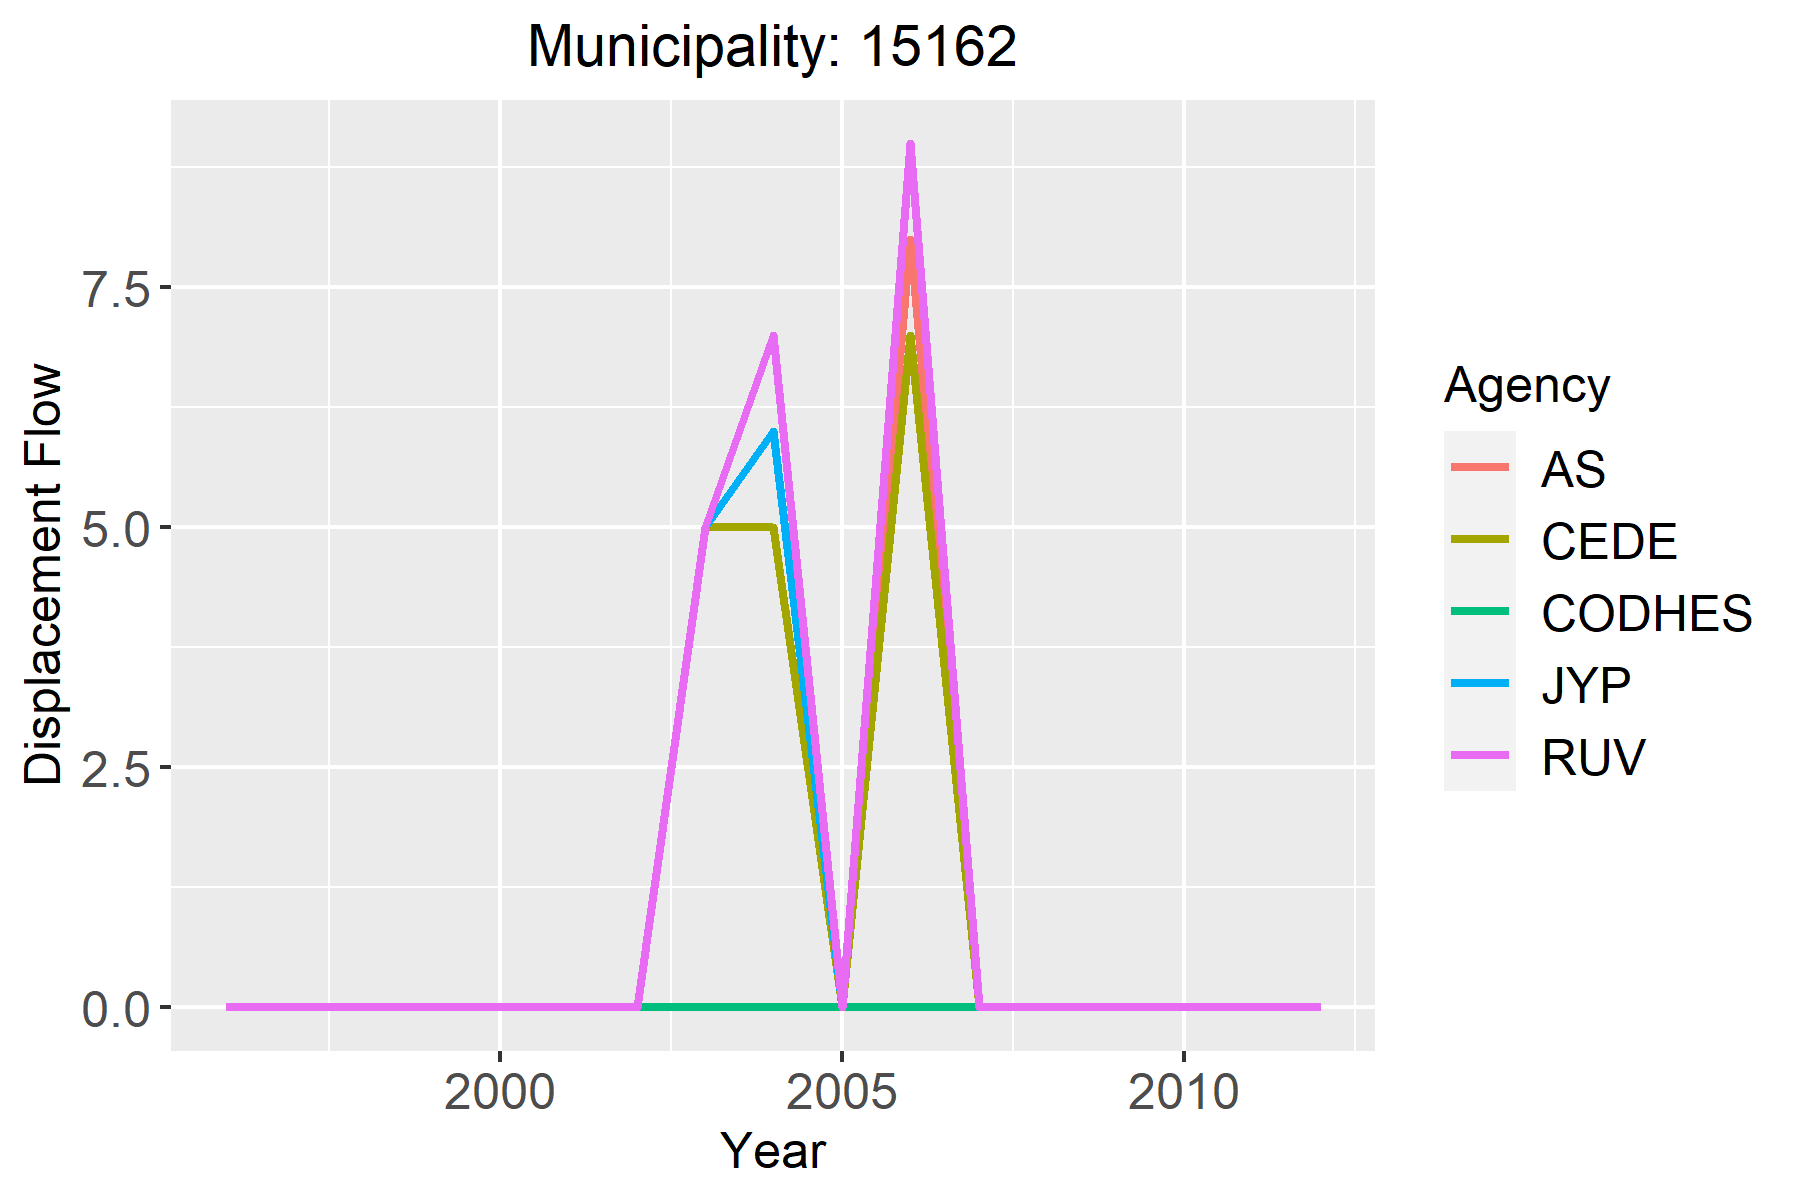 Municipality: 15162
Displacement Flow
7.5
5.0
2.5
0.0
2000 2005 2010
Year
Agency
AS
CEDE
CODHES
JYP
RUV